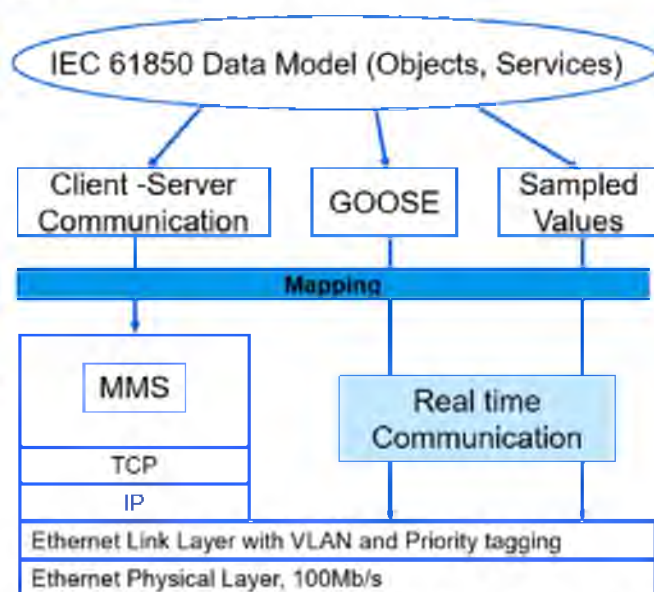 IEC 61850 Data Model (Objects, Services)
Client -Server
Communication
GOOSE
Sampled
Values
Mapping
MMS
Real time
Communication
TCP
IP
Ethernet Link Layer with VLAN and Priority tagging
Ethernet Physical Layer, 100Mb/s